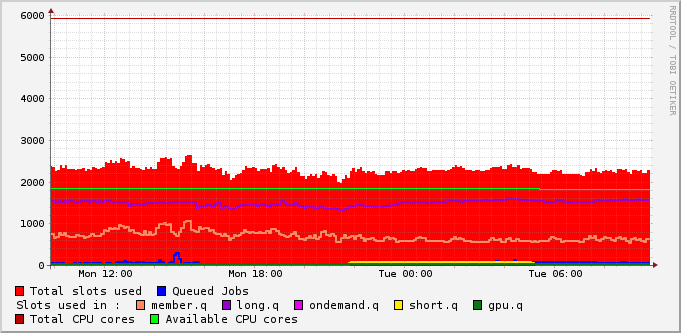 RRDTOOL / TOBI OETIKER
6000
5000
4000
3000
2000
1000
0
Mon 12:00 Mon 18:00 Tue 00:00 Tue 06:00
Total slots used Queued Jobs
Slots used in : member.q long.q ondemand.q short.q gpu.q
Total CPU cores Available CPU cores